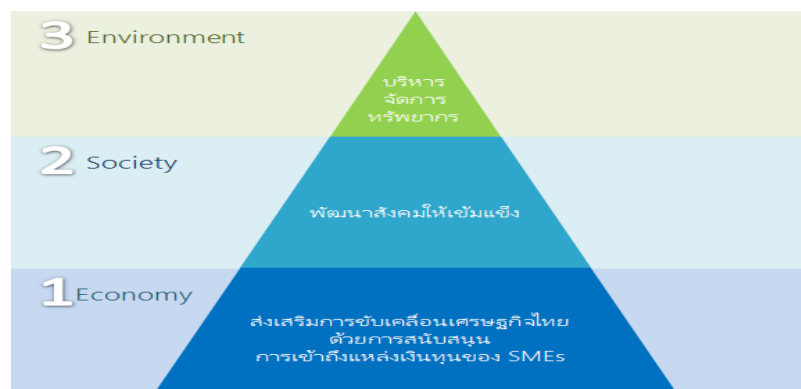 3 Environment
บริหาร
จัดการ
ทรัพยากร
2 Society
พัฒนาสังคมให้เข้มแข็ง
1 Economy
ส่งเสริมการขับเคลื่อนเศรษฐกิจไทย
ด้วยการสนับสนุน
การเข้าถึงแหล่งเงินทุนของ SMEs